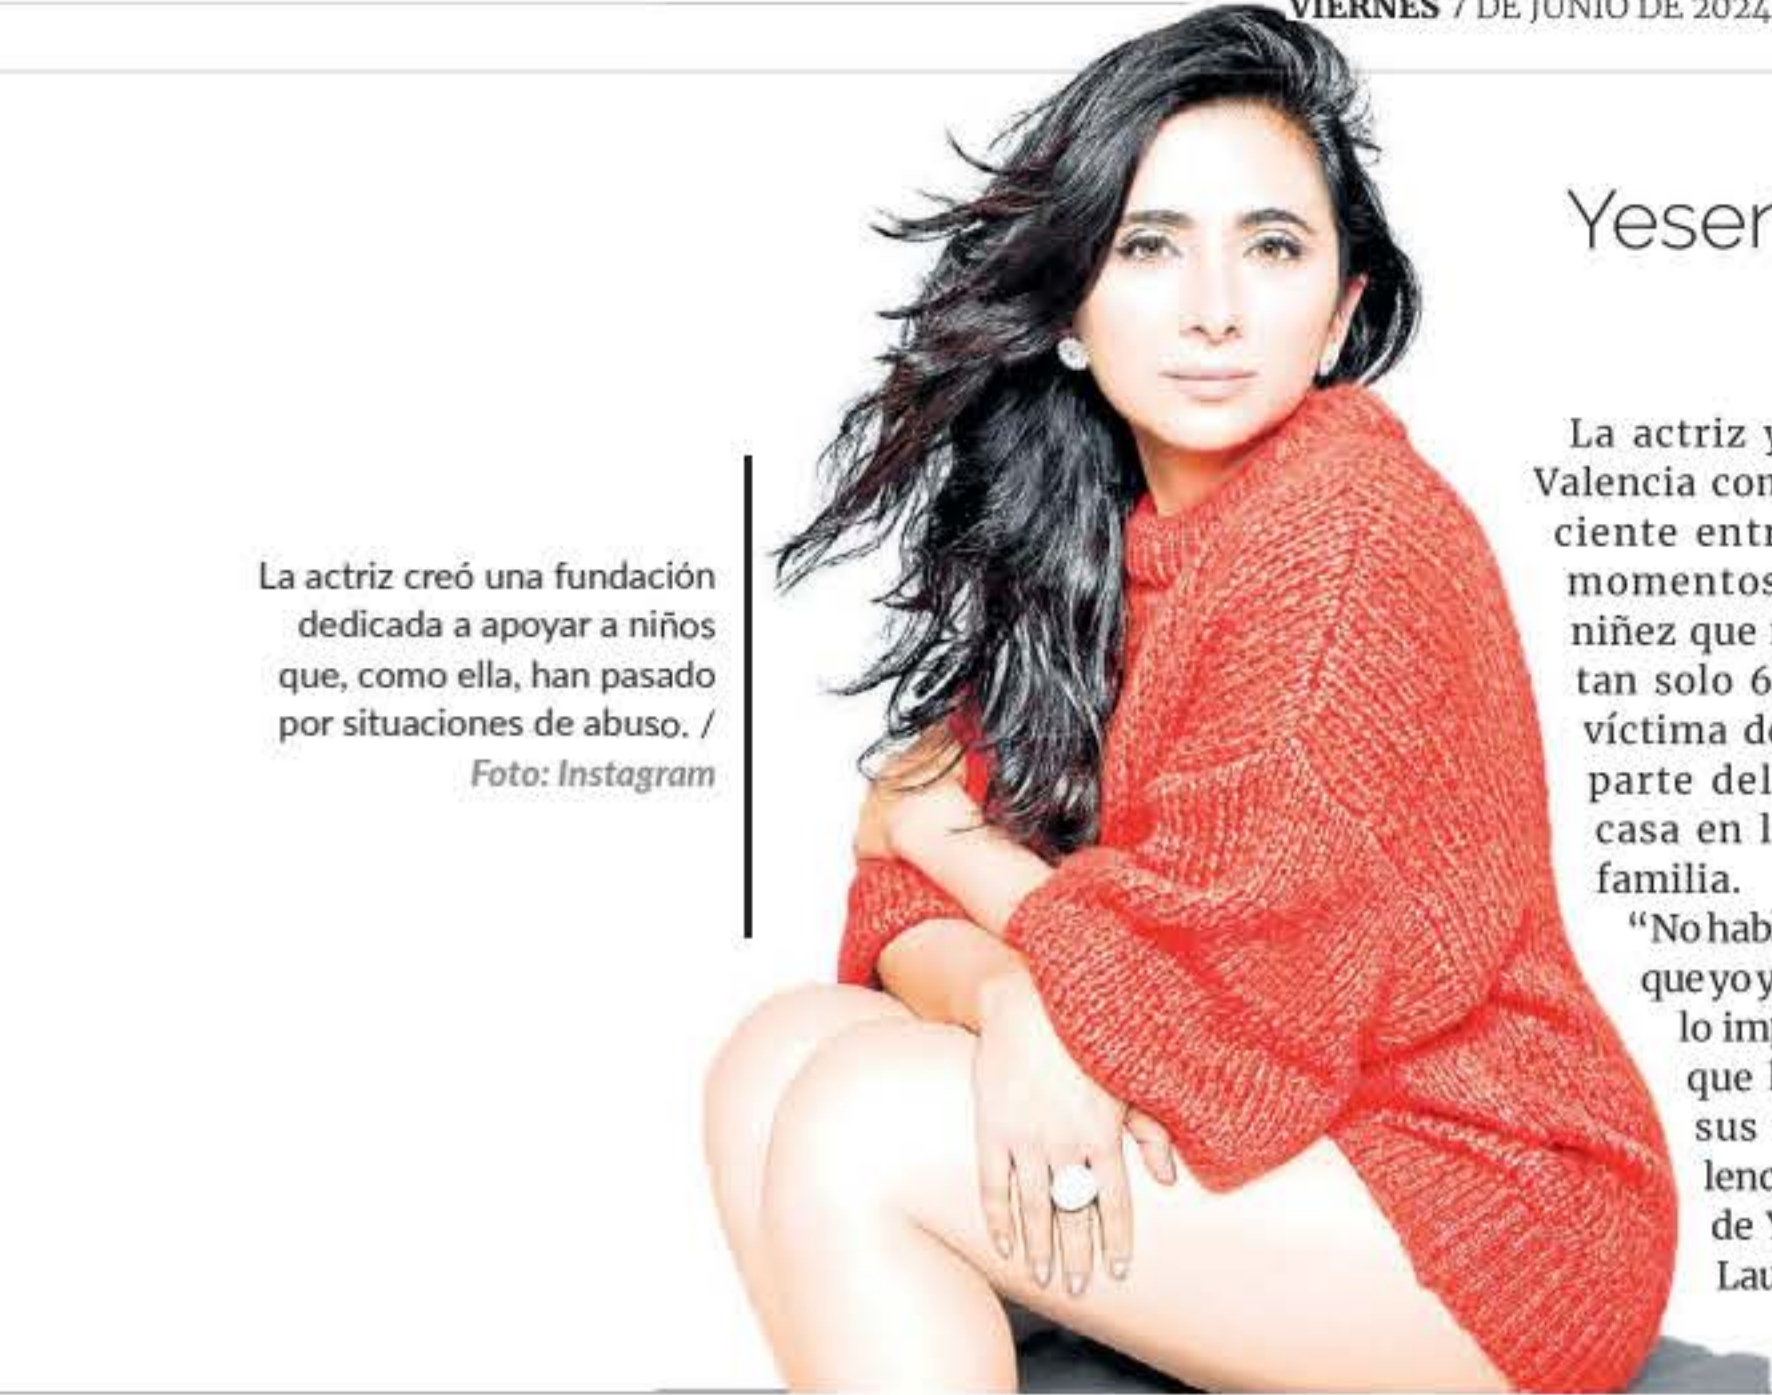 VIERNES 7 DE JUNIO DE 2024
La actriz creó una fundación
dedicada a apoyar a niños
que, como ella, han pasado
por situaciones de abuso. /
Foto: Instagram
Yeser
La actriz y
Valencia con
ciente entr
momentos
niñez que
tan solo 6
víctima de
parte del
casa en l
familia.
“No hab
que yo y
lo imp
que
sus
lenc
de
Lau